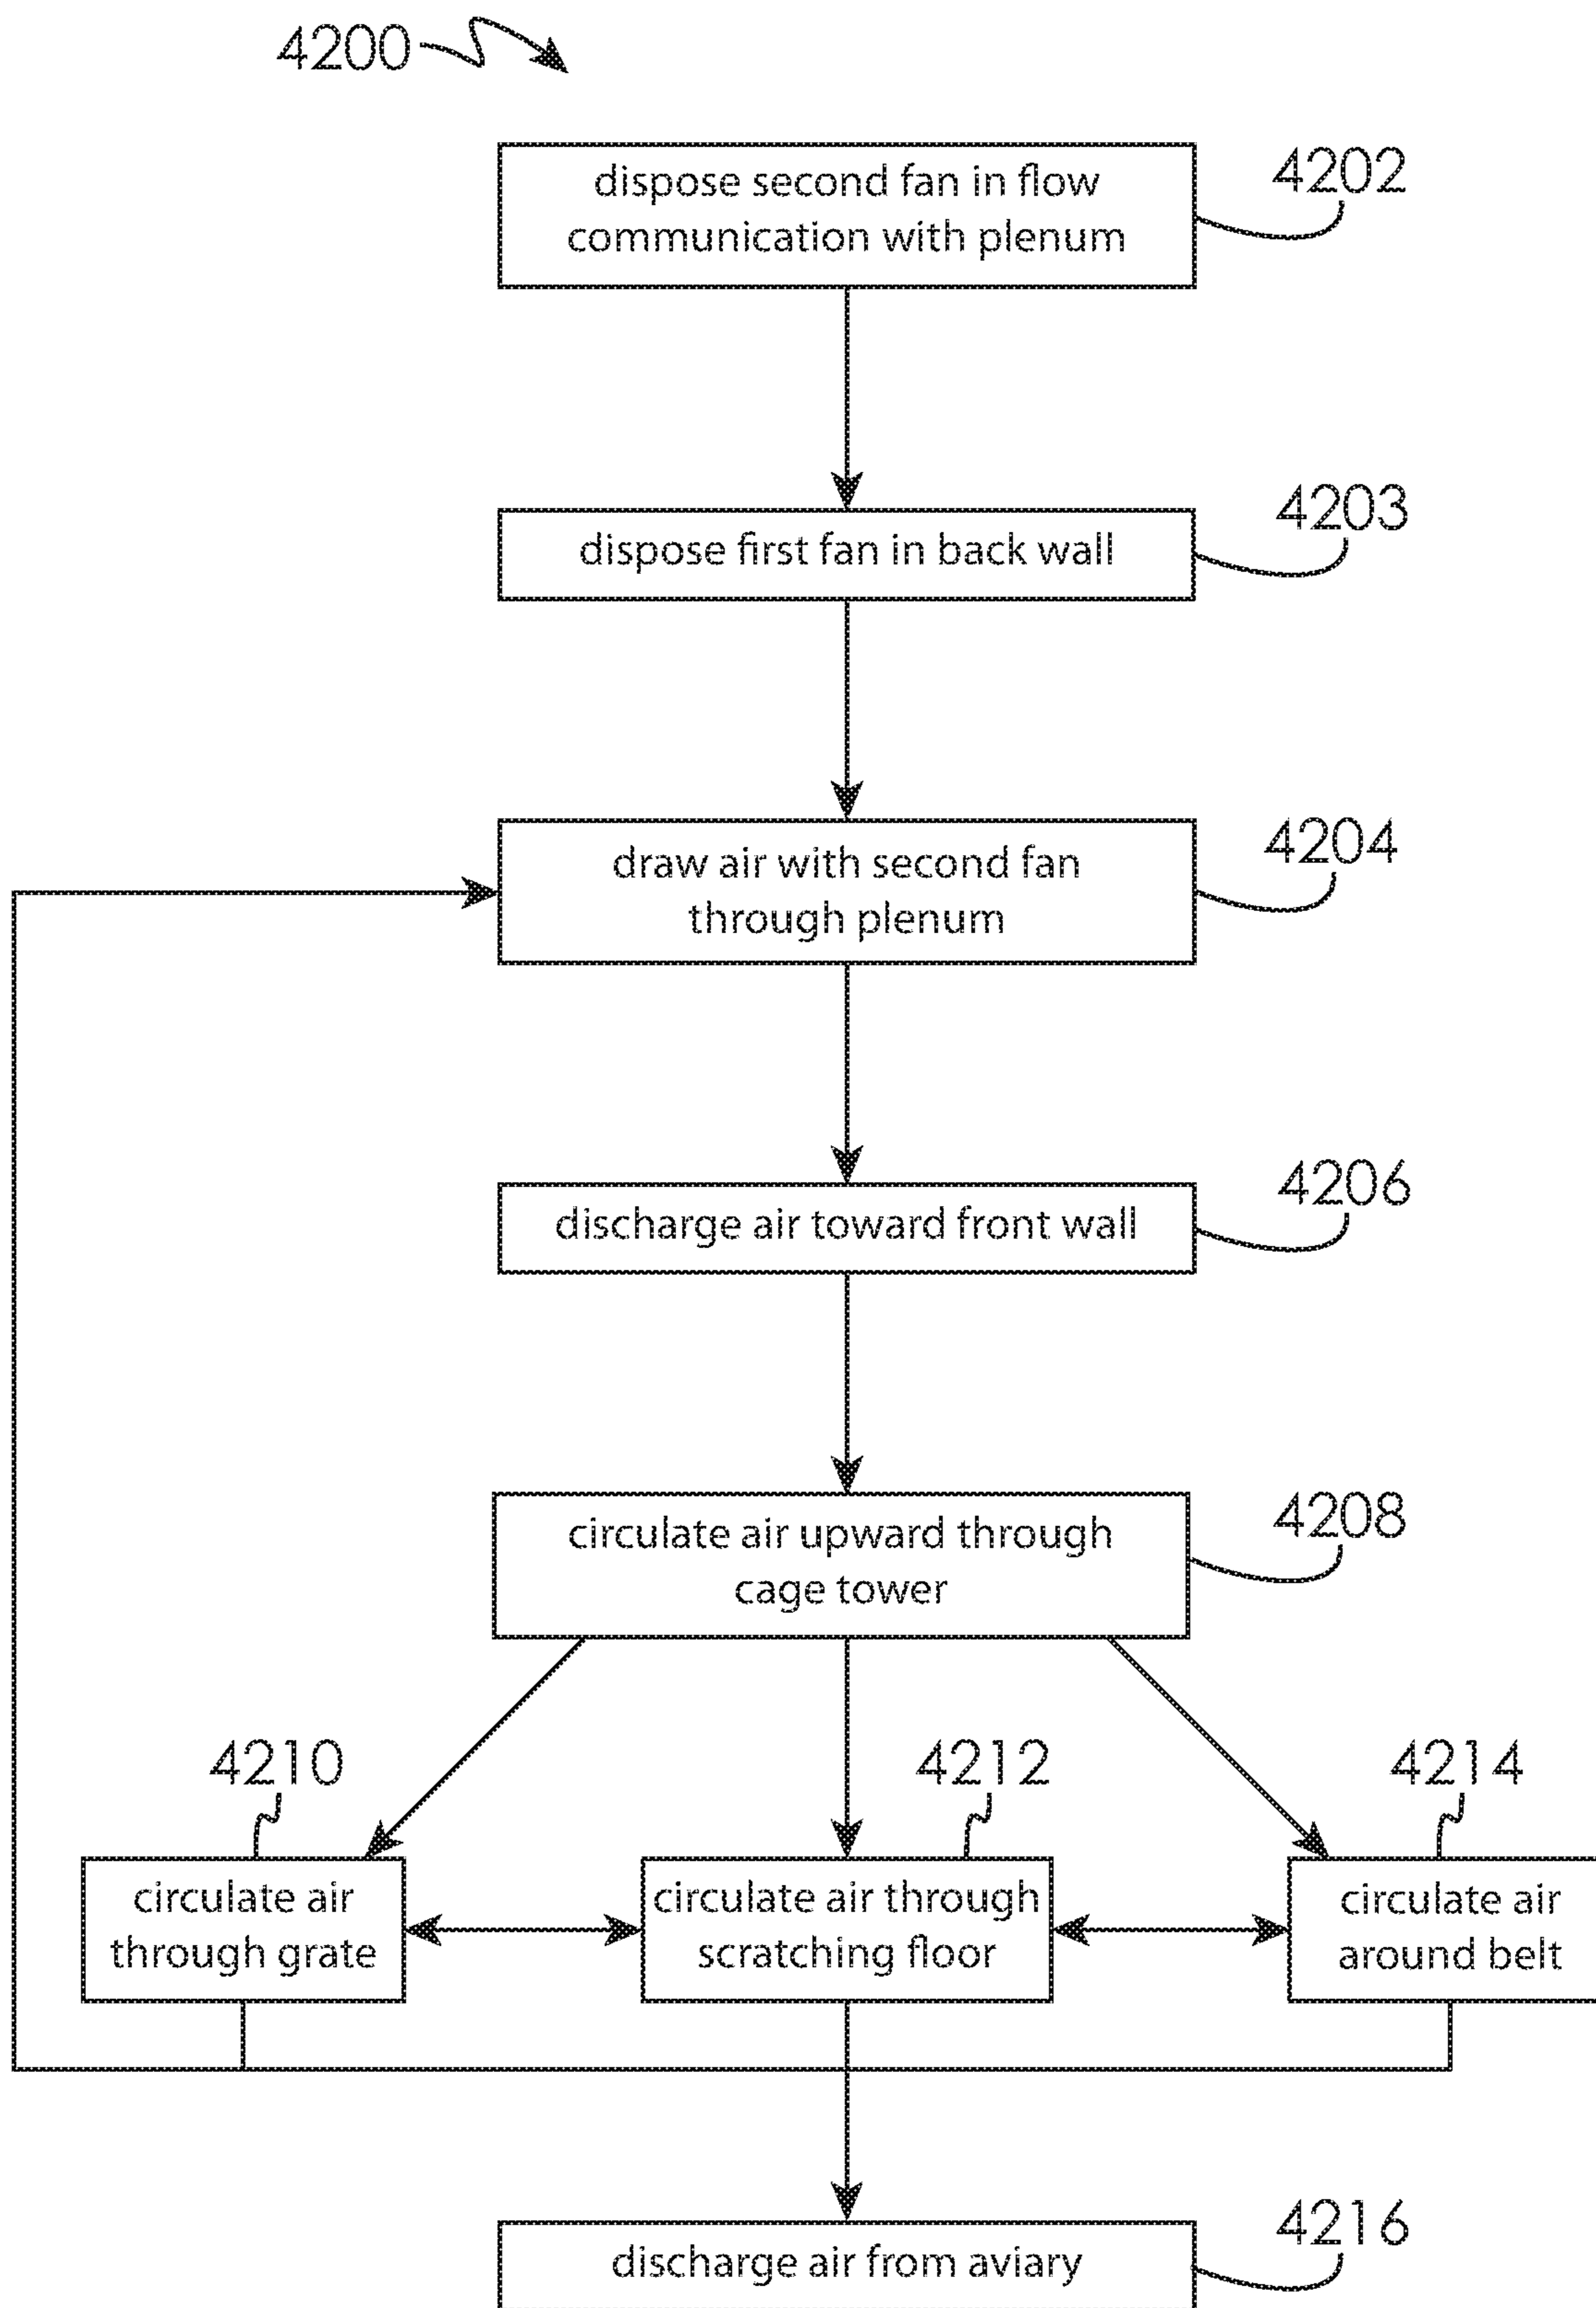 4200
dispose second fan in flow
communication with plenum
4202
dispose first fan in back wall
4203
draw air with second fan
through plenum
4204
discharge air toward front wall
4206
circulate air upward through
cage tower
4208
4210
4212
4214
circulate air
through grate
circulate air through
scratching floor
circulate air
around belt
discharge air from aviary
4216